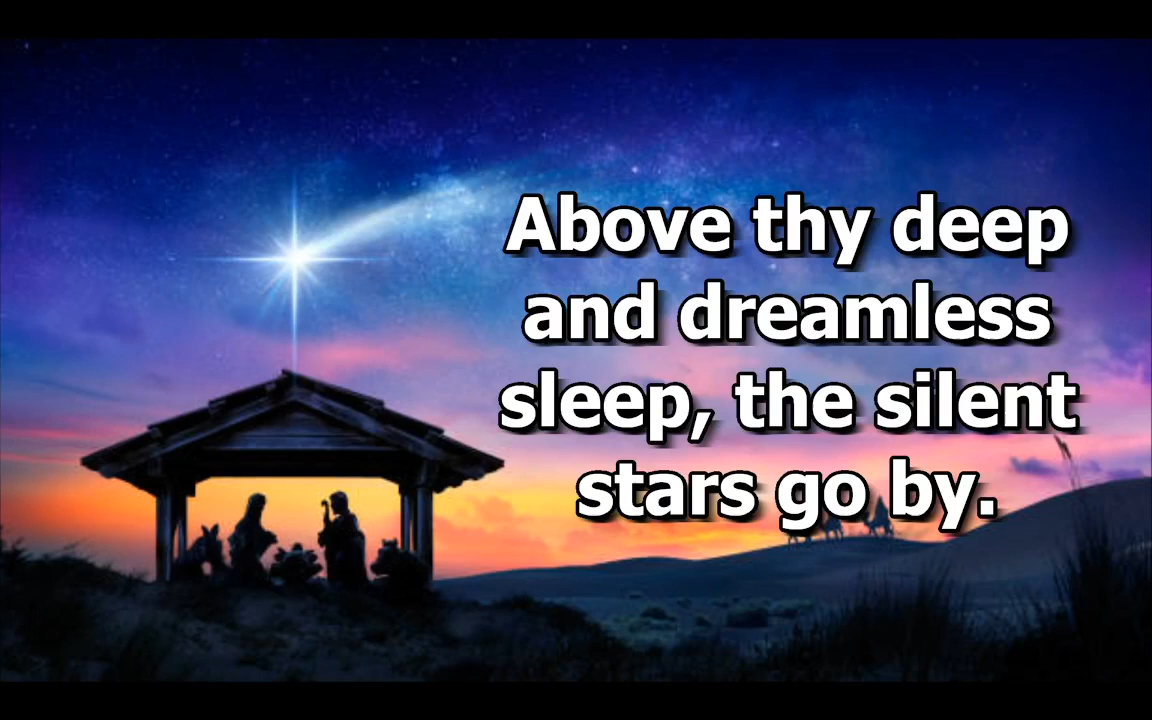 Above thy deep
and dreamless
sleep, the silent
stars go by.